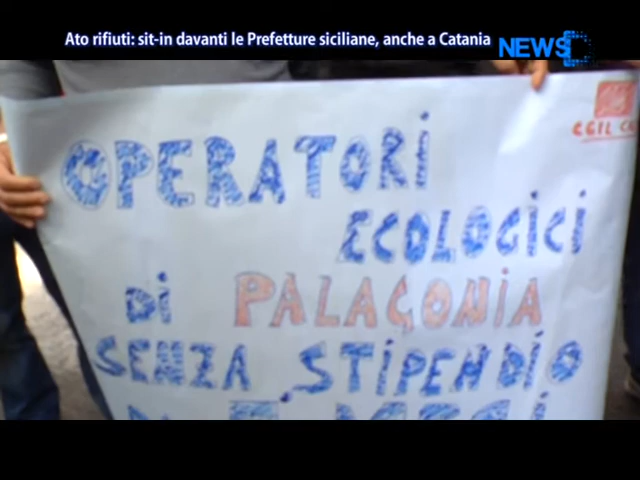 Ato rifiuti: sit-in davanti le Prefetture siciliane, anche a Catania
NEWS
CGIL
OPERATORI
ECOLOGICI
Di PALAGONIA
SENZA STIPENDIO